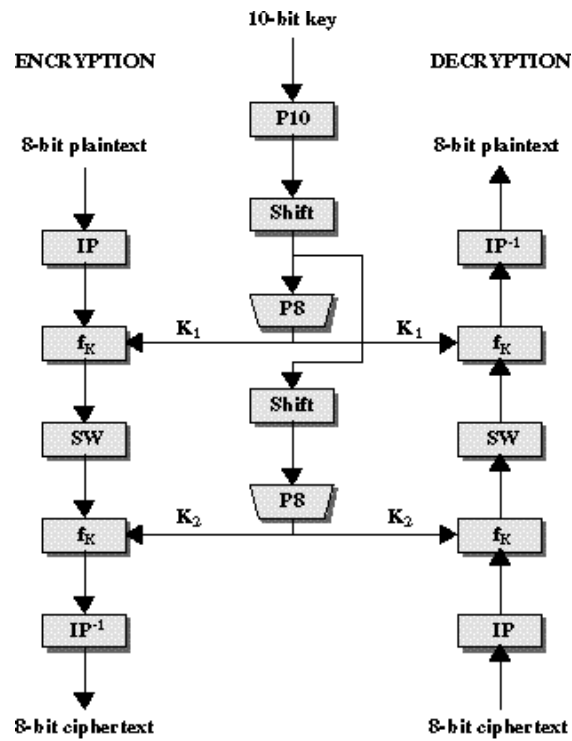 10-bit key
ENCRYPTION
DECRYPTION
P10
8-bit plaintext
8-bit plaintext
Shift
IP
IP⁻¹
P8
K₁
K₁
f_K
f_K
Shift
SW
SW
P8
K₂
K₂
f_K
f_K
IP⁻¹
IP
8-bit ciphertext
8-bit ciphertext